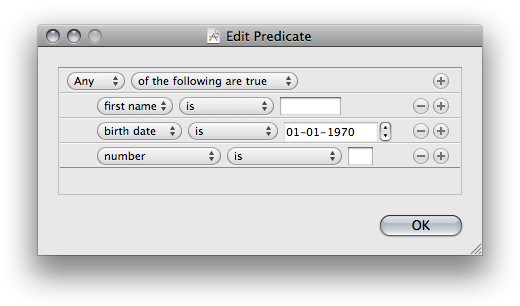 Edit Predicate
Any of the following are true
first name is
birth date is 01-01-1970
number is
OK